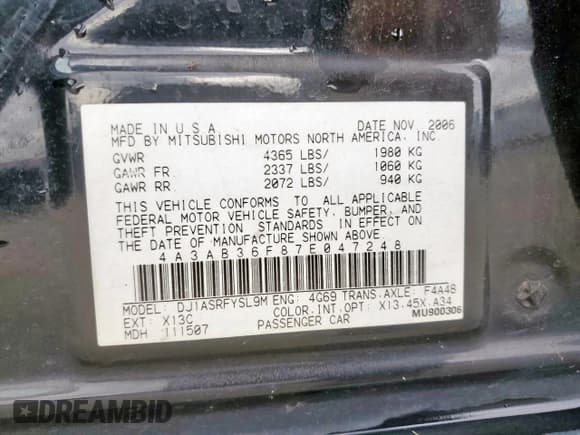 MADE IN U.S.A. DATE NOV 2006
MFD BY MITSUBISHI MOTORS NORTH AMERICA, INC
GVWR 4365 LBS/ 1980 KG
GAWR FR 2337 LBS/ 1060 KG
GAWR RR 2072 LBS/ 940 KG
THIS VEHICLE CONFORMS TO ALL APPLICABLE
FEDERAL MOTOR VEHICLE SAFETY, BUMPER, AND
THEFT PREVENTION STANDARDS IN EFFECT ON
THE DATE OF MANUFACTURE SHOWN ABOVE
4A3AB36F87E047248
MODEL: DJ1ASRFYSL9M ENG: 4G69 TRANS.AXLE: F4A4B
EXT: X13C COLOR.INT.OPT: X13.45X.A34
MDH 111507 PASSENGER CAR MU900306
DREAMBID